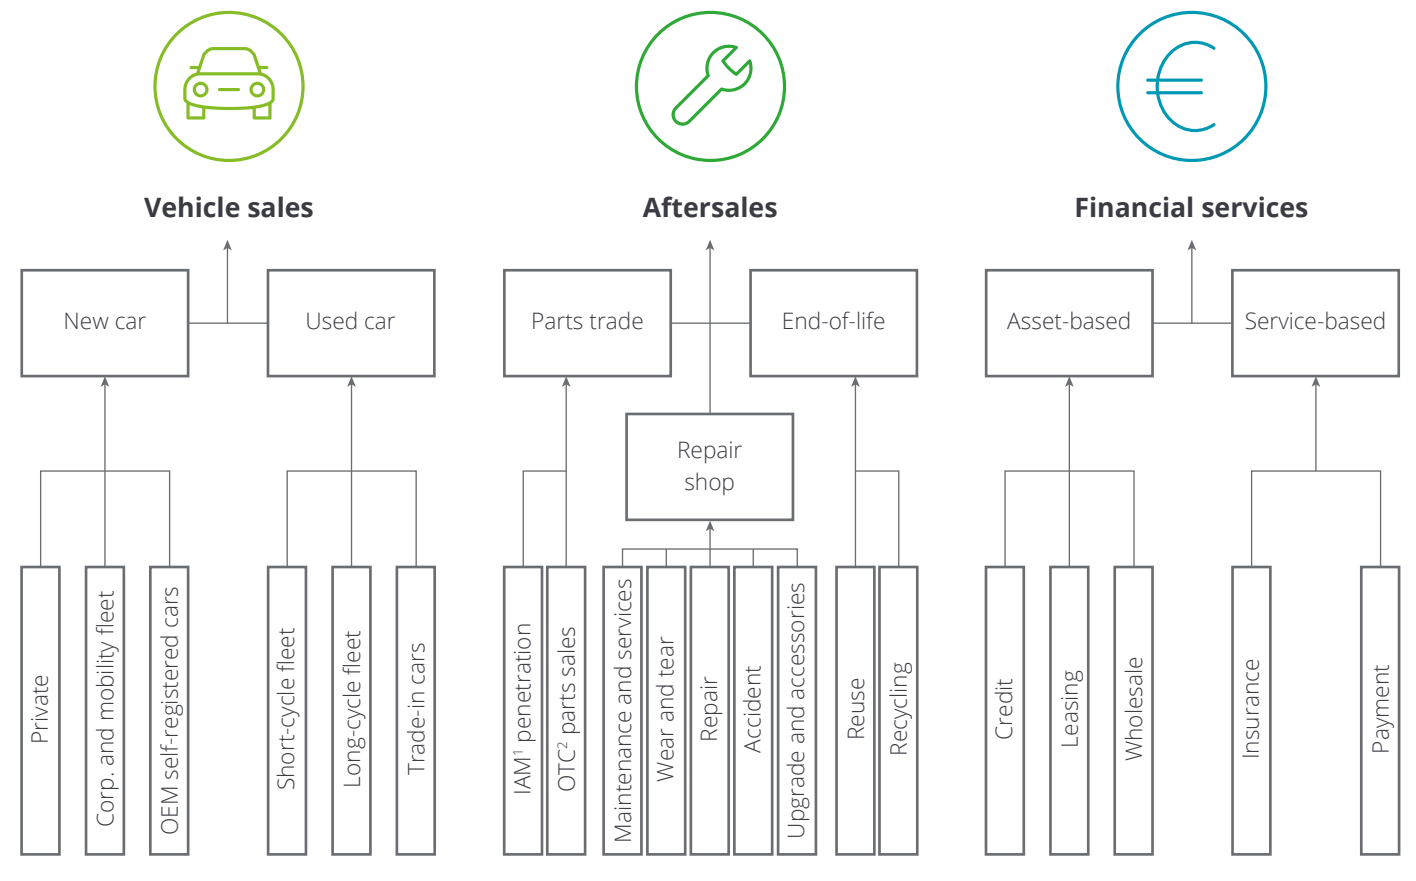 Vehicle sales
Aftersales
Financial services
New car
Used car
Parts trade
End-of-life
Asset-based
Service-based
Repair
shop
Private
Corp. and mobility fleet
OEM self-registered cars
Short-cycle fleet
Long-cycle fleet
Trade-in cars
IAM¹ penetration
OTC² parts sales
Maintenance and services
Wear and tear
Repair
Accident
Upgrade and accessories
Reuse
Recycling
Credit
Leasing
Wholesale
Insurance
Payment